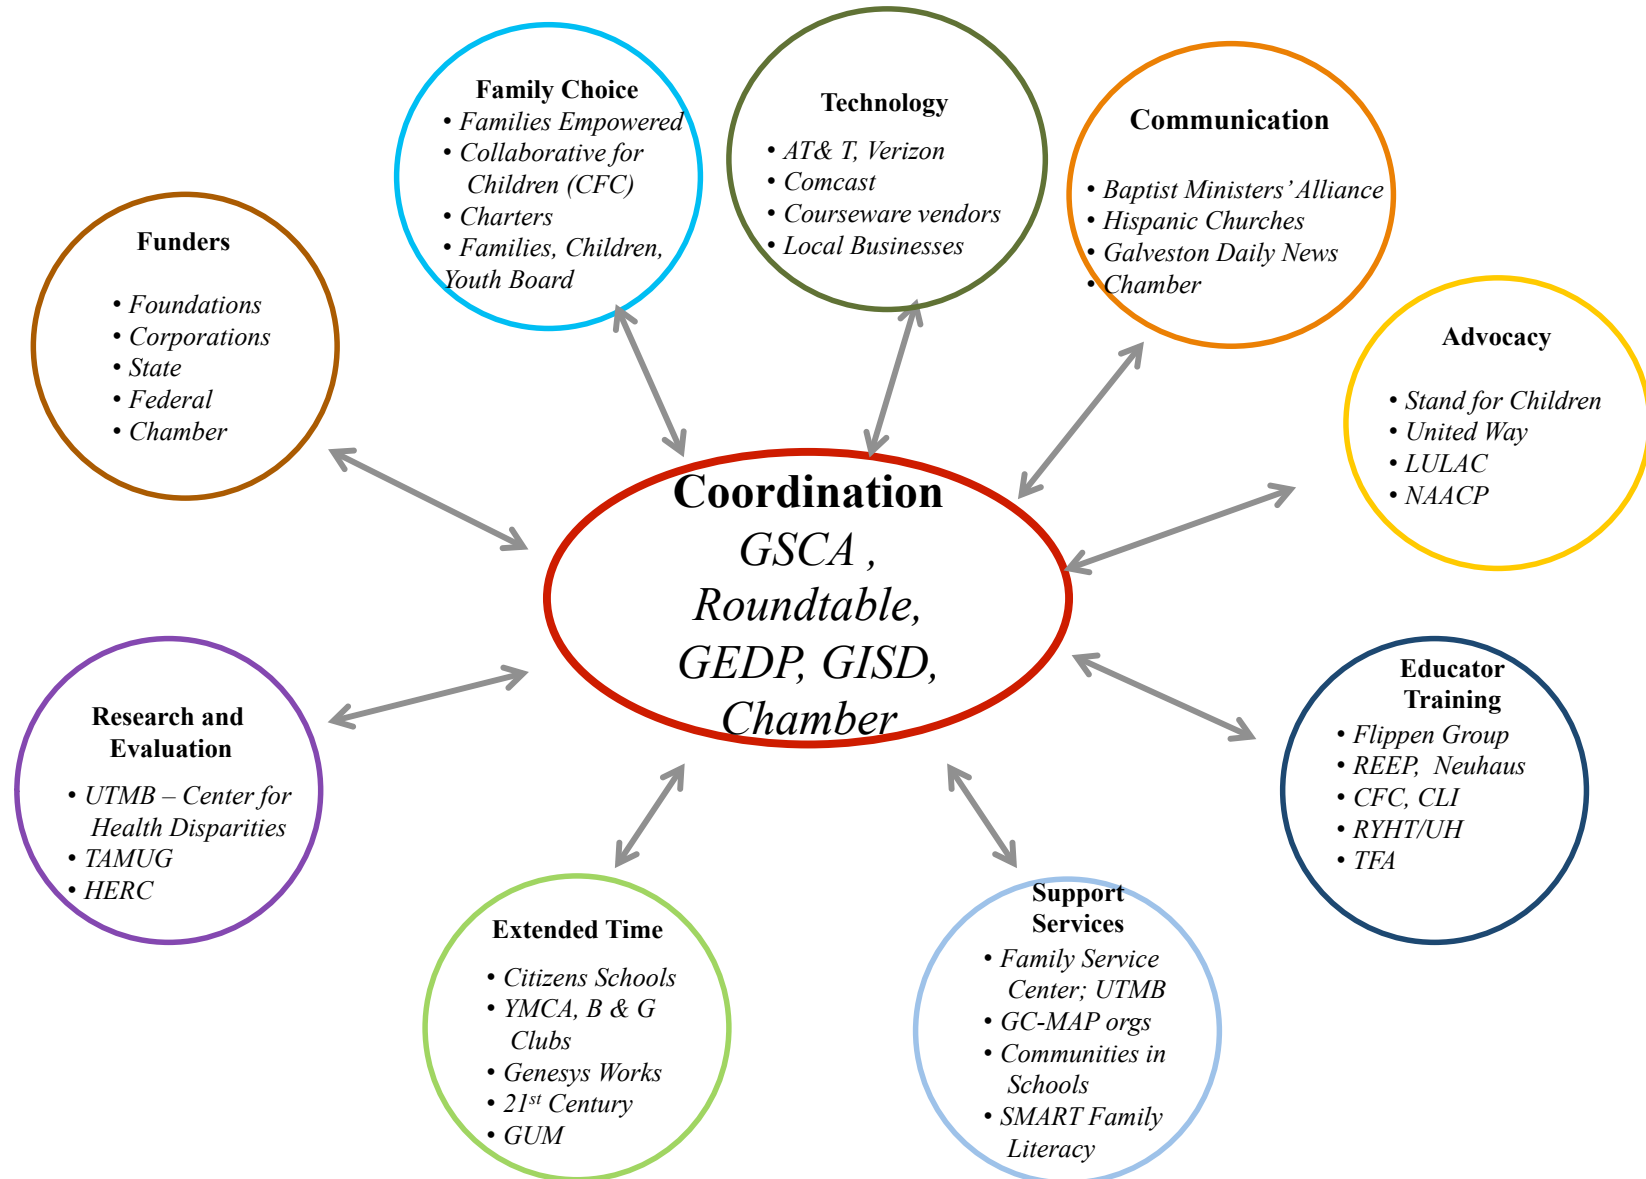 Family Choice
• Families Empowered
• Collaborative for
Children (CFC)
• Charters
• Families, Children,
Youth Board
Technology
• AT& T, Verizon
• Comcast
• Courseware vendors
• Local Businesses
Communication
• Baptist Ministers’ Alliance
• Hispanic Churches
• Galveston Daily News
• Chamber
Funders
• Foundations
• Corporations
• State
• Federal
• Chamber
Advocacy
• Stand for Children
• United Way
• LULAC
• NAACP
Coordination
GSCA ,
Roundtable,
GEDP, GISD,
Chamber
Research and
Evaluation
• UTMB – Center for
Health Disparities
• TAMUG
• HERC
Educator
Training
• Flippen Group
• REEP, Neuhaus
• CFC, CLI
• RYHT/UH
• TFA
Extended Time
• Citizens Schools
• YMCA, B & G
Clubs
• Genesys Works
• 21st Century
• GUM
Support
Services
• Family Service
Center; UTMB
• GC-MAP orgs
• Communities in
Schools
• SMART Family
Literacy